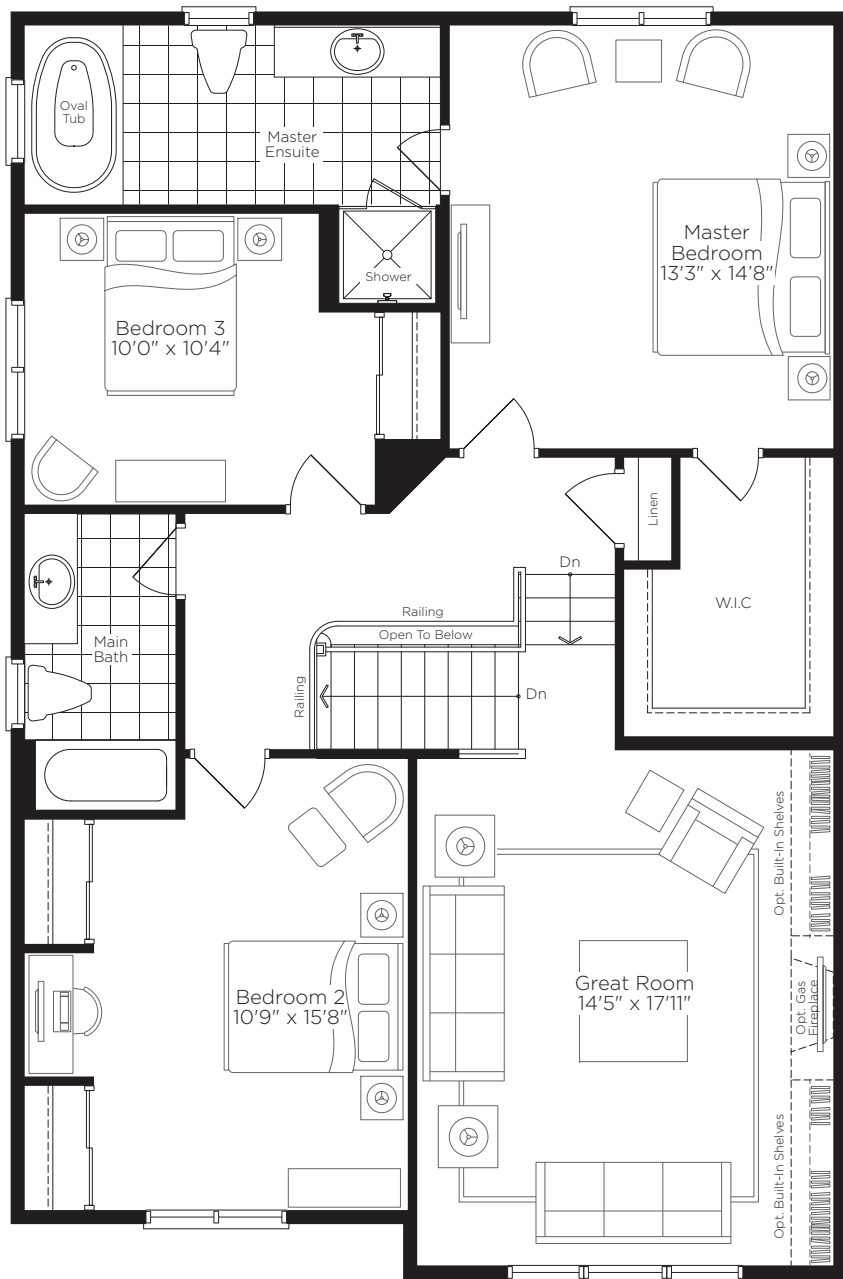 Oval
Tub
Master
Ensuite
Shower
Master
Bedroom
13'3" x 14'8"
Bedroom 3
10'0" x 10'4"
Linen
W.I.C
Dn
Railing
Open To Below
Railing
Dn
Main
Bath
Opt. Built-In Shelves
Bedroom 2
10'9" x 15'8"
Great Room
14'5" x 17'11"
Opt. Gas
Fireplace
Opt. Built-In Shelves